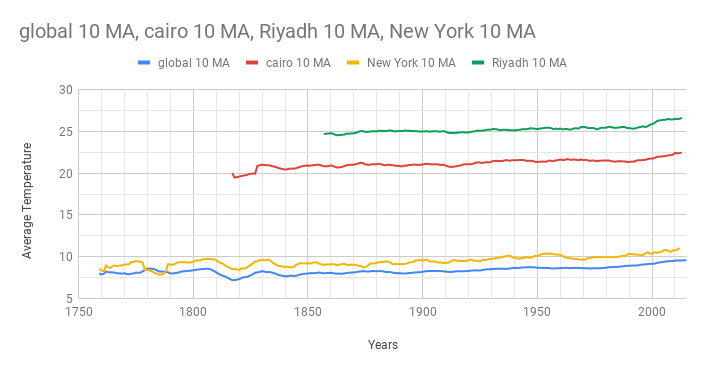 global 10 MA, cairo 10 MA, Riyadh 10 MA, New York 10 MA
global 10 MA cairo 10 MA New York 10 MA Riyadh 10 MA
30
25
20
15
10
5
Average Temperature
1750 1800 1850 1900 1950 2000
Years